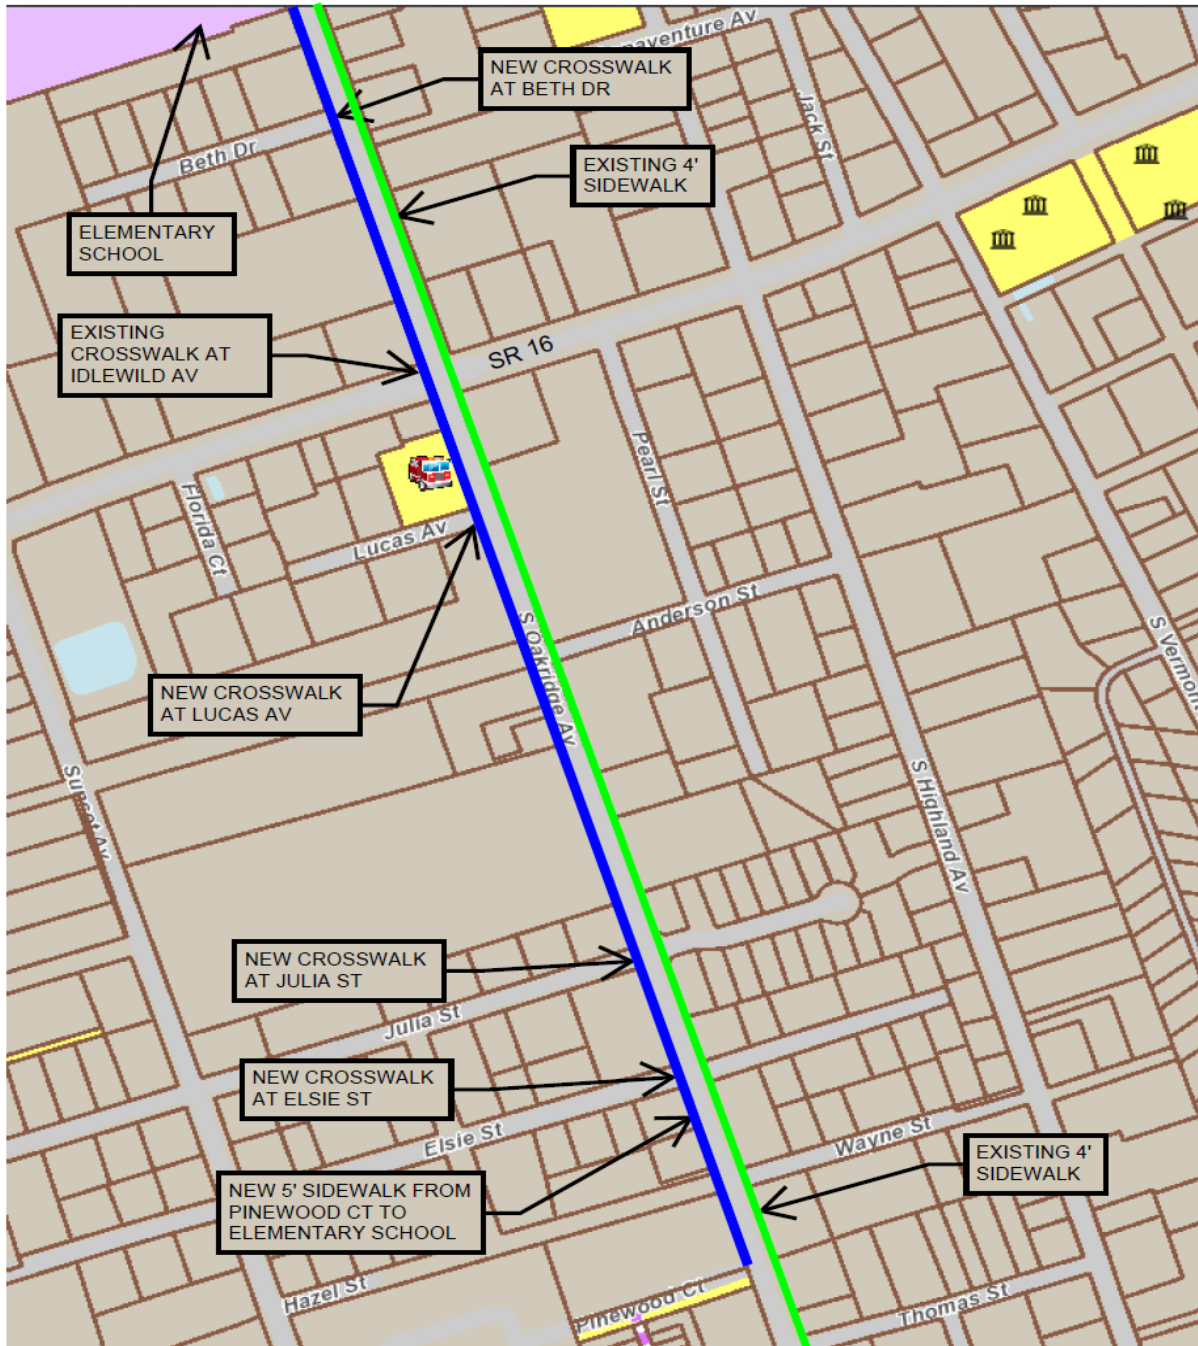 onaventure Av
NEW CROSSWALK
AT BETH DR
Jack St
Beth Dr
EXISTING 4'
SIDEWALK
ELEMENTARY
SCHOOL
EXISTING
CROSSWALK AT
IDLEWILD AV
SR 16
Pearl St
Florida Ct
Lucas Av
Anderson St
S Oakridge Av
S Vermont
NEW CROSSWALK
AT LUCAS AV
Sunset Av
S Highland Av
NEW CROSSWALK
AT JULIA ST
Julia St
NEW CROSSWALK
AT ELSIE ST
Elsie St
Wayne St
EXISTING 4'
SIDEWALK
NEW 5' SIDEWALK FROM
PINEWOOD CT TO
ELEMENTARY SCHOOL
Hazel St
Pinewood Ct
Thomas St